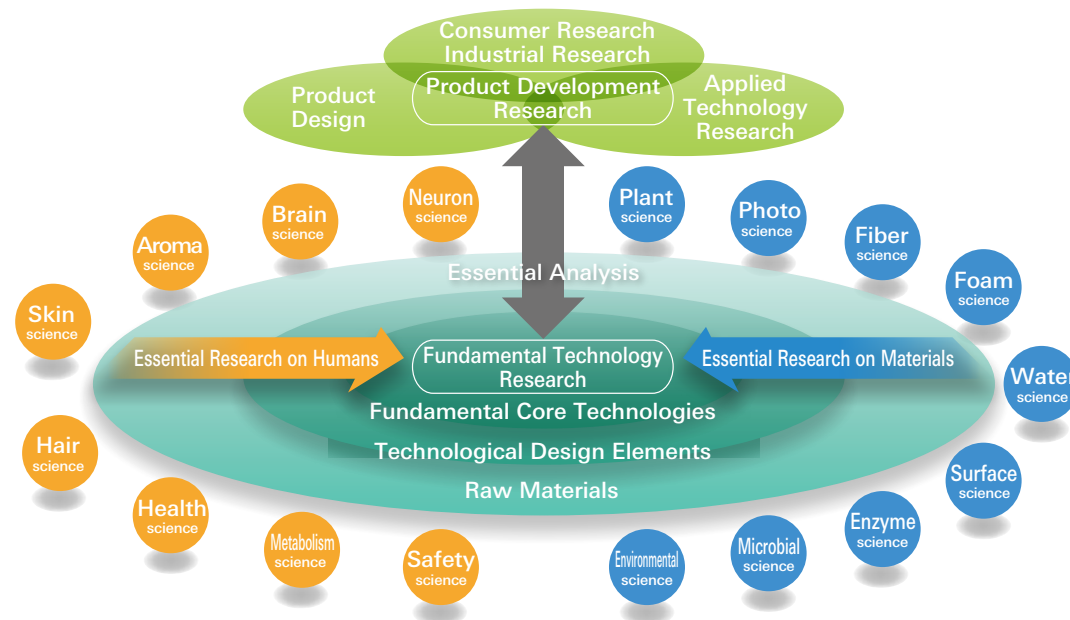 Consumer Research
Industrial Research
Product Development
Research
Product
Design
Applied
Technology
Research
Neuron
science
Plant
science
Brain
science
Photo
science
Aroma
science
Fiber
science
Essential Analysis
Foam
science
Skin
science
Essential Research on Humans
Fundamental Technology
Research
Essential Research on Materials
Water
science
Fundamental Core Technologies
Hair
science
Technological Design Elements
Surface
science
Raw Materials
Health
science
Enzyme
science
Metabolism
science
Microbial
science
Safety
science
Environmental
science